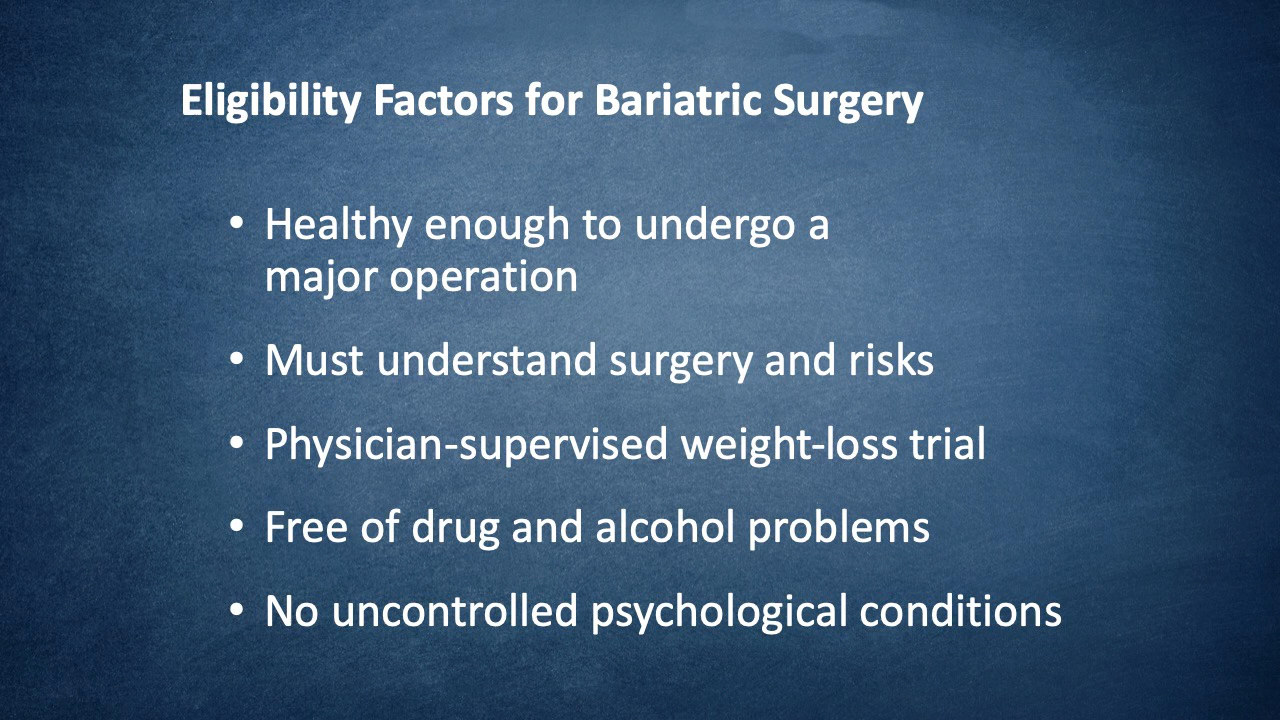 Eligibility Factors for Bariatric Surgery
• Healthy enough to undergo a
major operation
• Must understand surgery and risks
• Physician-supervised weight-loss trial
• Free of drug and alcohol problems
• No uncontrolled psychological conditions